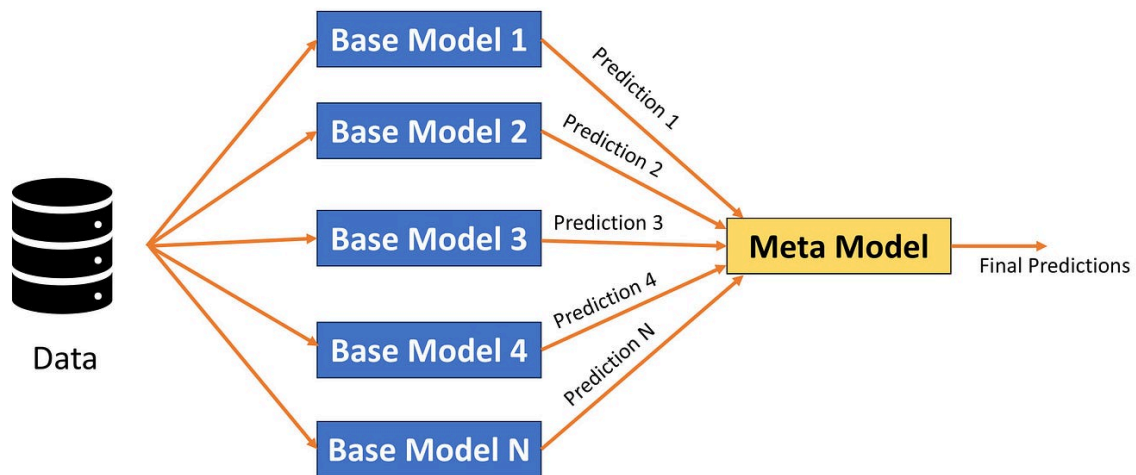 Base Model 1
Prediction 1
Base Model 2
Prediction 2
Base Model 3
Prediction 3
Meta Model
Final Predictions
Data
Base Model 4
Prediction 4
Base Model N
Prediction N